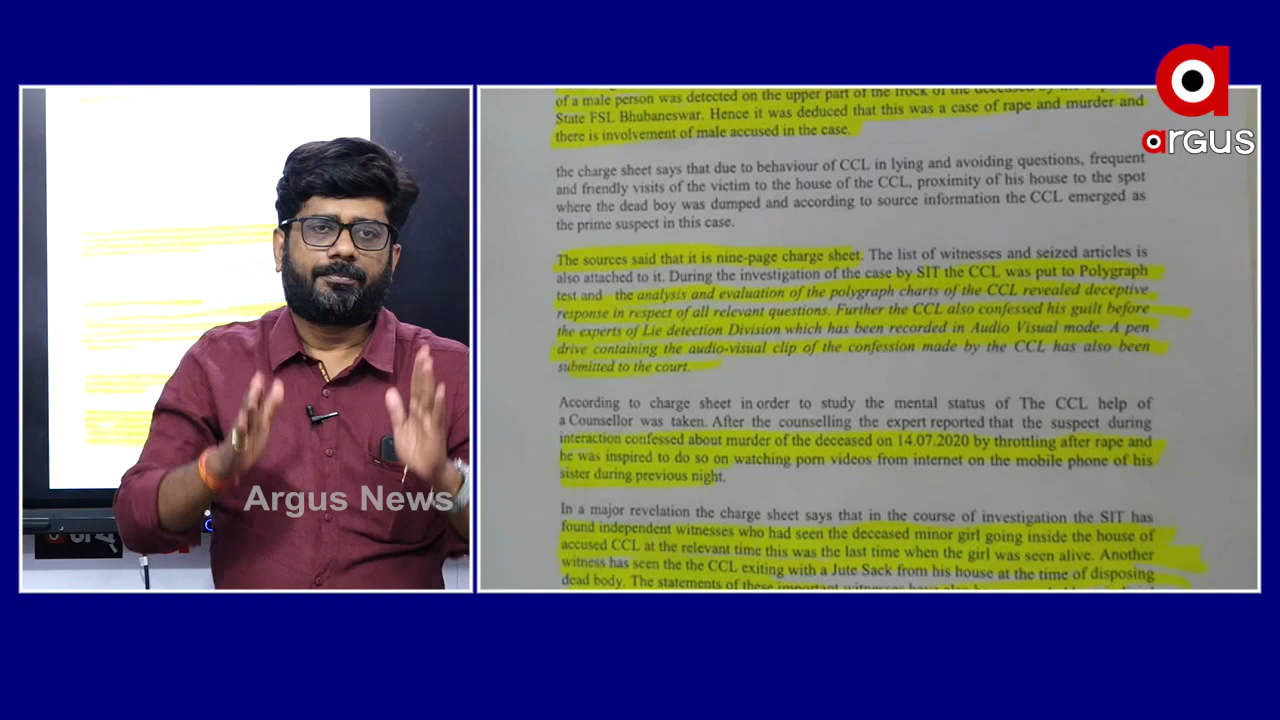 argus
Argus News
of a male person was detected on the upper part of the frock of the deceased by the
State FSL Bhubaneswar. Hence it was deduced that this was a case of rape and murder and
there is involvement of male accused in the case.
the charge sheet says that due to behaviour of CCL in lying and avoiding questions, frequent
and friendly visits of the victim to the house of the CCL, proximity of his house to the spot
where the dead boy was dumped and according to source information the CCL emerged as
the prime suspect in this case.
The sources said that it is nine-page charge sheet. The list of witnesses and seized articles is
also attached to it. During the investigation of the case by SIT the CCL was put to Polygraph
test and the analysis and evaluation of the polygraph charts of the CCL revealed deceptive
response in respect of all relevant questions. Further the CCL also confessed his guilt before
the experts of Lie detection Division which has been recorded in Audio Visual mode. A pen
drive containing the audio-visual clip of the confession made by the CCL has also been
submitted to the court.
According to charge sheet in order to study the mental status of The CCL help of
a Counsellor was taken. After the counselling the expert reported that the suspect during
interaction confessed about murder of the deceased on 14.07.2020 by throttling after rape and
he was inspired to do so on watching porn videos from internet on the mobile phone of his
sister during previous night.
In a major revelation the charge sheet says that in the course of investigation the SIT has
found independent witnesses who had seen the deceased minor girl going inside the house of
accused CCL at the relevant time this was the last time when the girl was seen alive. Another
witness has seen the the CCL exiting with a Jute Sack from his house at the time of disposing
dead body. The statements of these important witnesses have also been